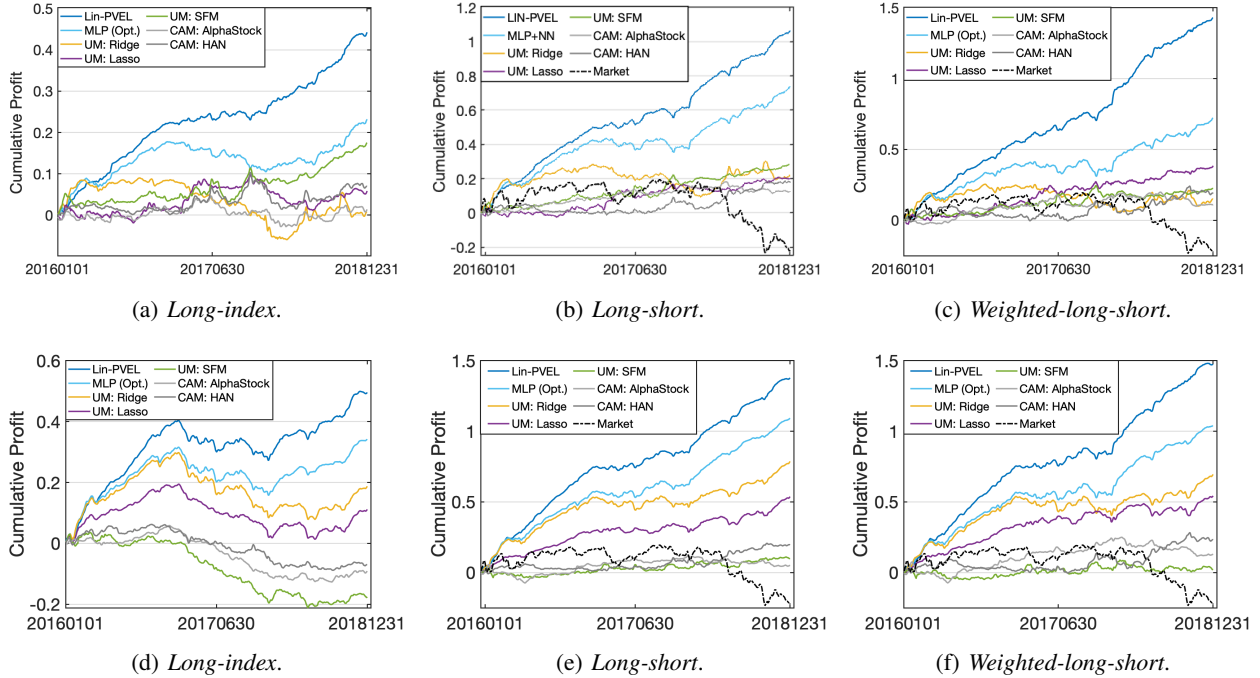 0.5
0.4
0.3
0.2
0.1
0
Cumulative Profit
Lin-PVEL
MLP (Opt.)
UM: Ridge
UM: Lasso
UM: SFM
CAM: AlphaStock
CAM: HAN
20160101
20170630
20181231
(a) Long-index.
1.2
1
0.8
0.6
0.4
0.2
0
-0.2
Cumulative Profit
LIN-PVEL
MLP+NN
UM: Ridge
UM: Lasso
UM: SFM
CAM: AlphaStock
CAM: HAN
Market
20160101
20170630
20181231
(b) Long-short.
1.5
1
0.5
0
Cumulative Profit
Lin-PVEL
MLP (Opt.)
UM: Ridge
UM: Lasso
UM: SFM
CAM: AlphaStock
CAM: HAN
Market
20160101
20170630
20181231
(c) Weighted-long-short.
0.6
0.4
0.2
0
-0.2
Cumulative Profit
Lin-PVEL
MLP (Opt.)
UM: Ridge
UM: Lasso
UM: SFM
CAM: AlphaStock
CAM: HAN
20160101
20170630
20181231
(d) Long-index.
1.5
1
0.5
0
Cumulative Profit
Lin-PVEL
MLP (Opt.)
UM: Ridge
UM: Lasso
UM: SFM
CAM: AlphaStock
CAM: HAN
Market
20160101
20170630
20181231
(e) Long-short.
1.5
1
0.5
0
Cumulative Profit
Lin-PVEL
MLP (Opt.)
UM: Ridge
UM: Lasso
UM: SFM
CAM: AlphaStock
CAM: HAN
Market
20160101
20170630
20181231
(f) Weighted-long-short.